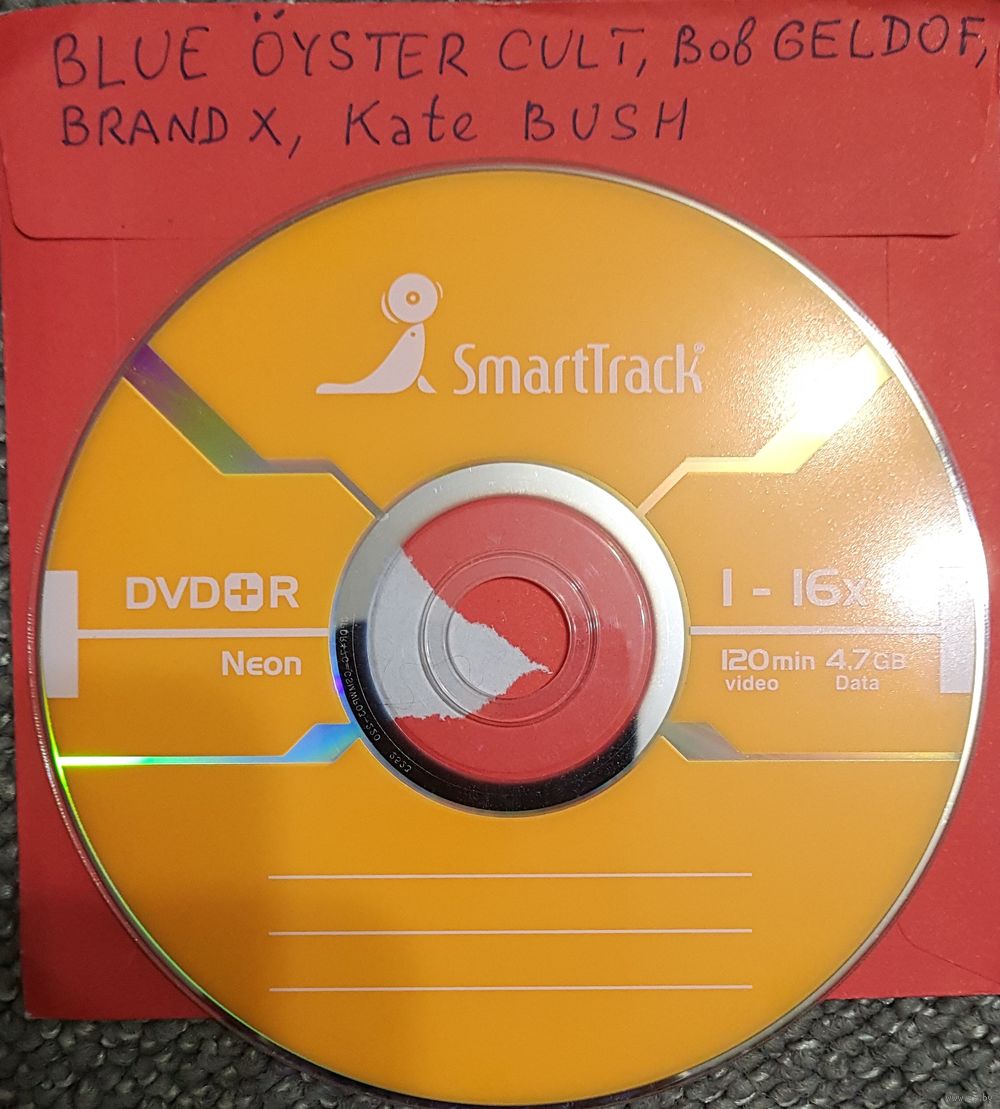 BLUE ÖYSTER CULT, Bob GELDOF,
BRAND X, Kate BUSH
SmartTrack®
DVD+R
1 - 16x
Neon
120min 4.7GB
video Data